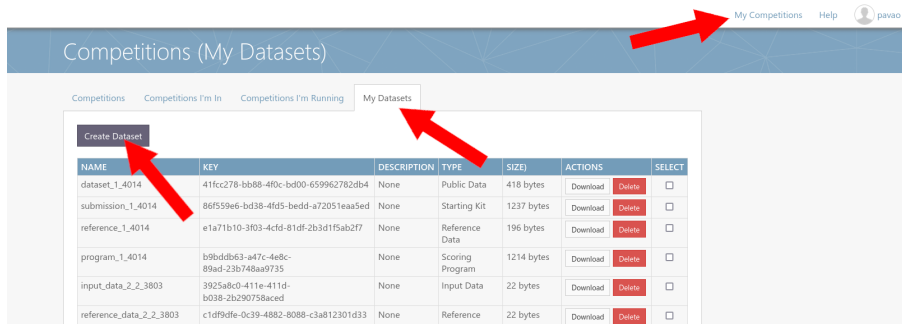 My Competitions Help pavao
Competitions (My Datasets)
Competitions Competitions I'm In Competitions I'm Running My Datasets
Create Dataset
NAME KEY DESCRIPTION TYPE SIZE) ACTIONS SELECT
dataset_1_4014 41fcc278-bb88-4f0c-bd00-659962782db4 None Public Data 418 bytes Download Delete
submission_1_4014 86f559e6-bd38-4fd5-bedd-a72051eaa5ed None Starting Kit 1237 bytes Download Delete
reference_1_4014 e1a71b10-3f03-4cfd-81df-2b3d1f5ab2f7 None Reference 196 bytes Download Delete
Data
program_1_4014 b9bddb63-a47c-4e8c- None Scoring 1214 bytes Download Delete
89ad-23b748aa9735 Program
input_data_2_2_3803 3925a8c0-411e-411d- None Input Data 22 bytes Download Delete
b038-2b290758aced
reference_data_2_2_3803 c1df9dfe-0c39-4882-8088-c3a812301d33 None Reference 22 bytes Download Delete